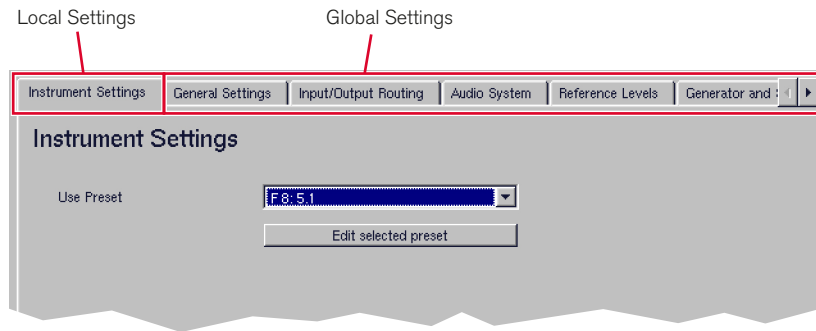 Local Settings
Global Settings
Instrument Settings
General Settings
Input/Output Routing
Audio System
Reference Levels
Generator and
Instrument Settings
Use Preset
F 8: 5.1
Edit selected preset